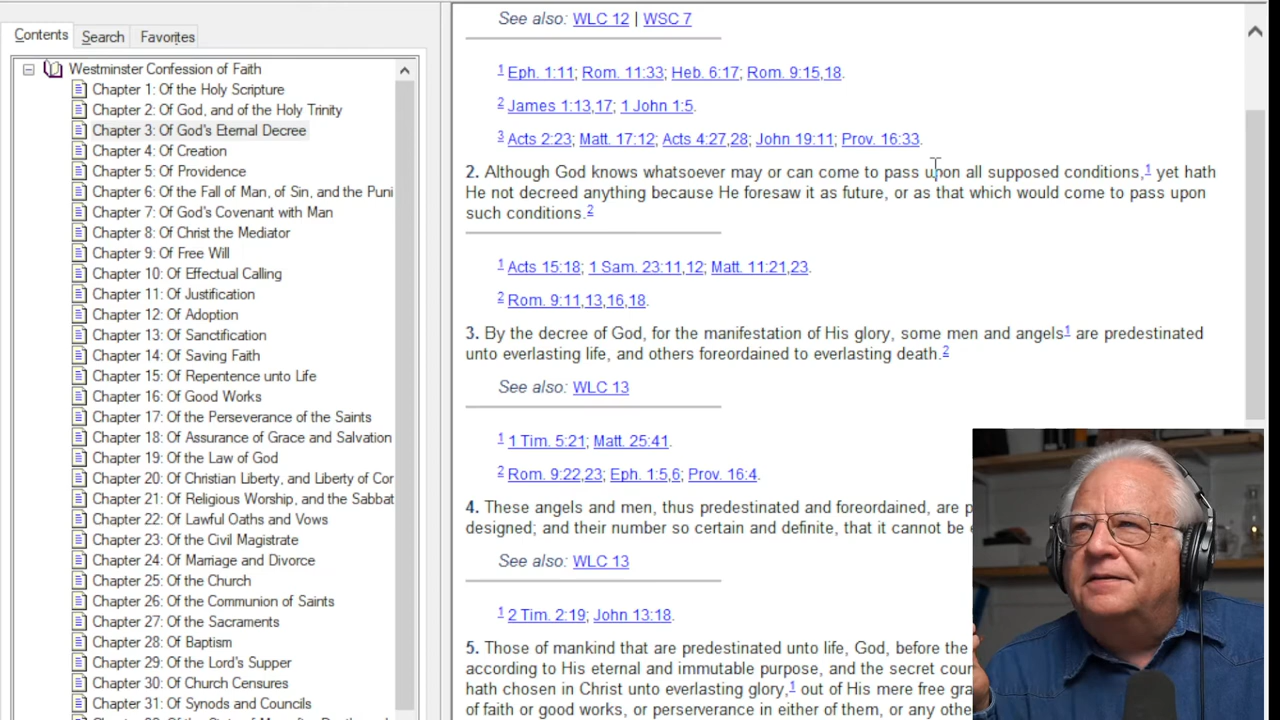 Contents Search Favorites
Westminster Confession of Faith
Chapter 1: Of the Holy Scripture
Chapter 2: Of God, and of the Holy Trinity
Chapter 3: Of God's Eternal Decree
Chapter 4: Of Creation
Chapter 5: Of Providence
Chapter 6: Of the Fall of Man, of Sin, and the Puni
Chapter 7: Of God's Covenant with Man
Chapter 8: Of Christ the Mediator
Chapter 9: Of Free Will
Chapter 10: Of Effectual Calling
Chapter 11: Of Justification
Chapter 12: Of Adoption
Chapter 13: Of Sanctification
Chapter 14: Of Saving Faith
Chapter 15: Of Repentence unto Life
Chapter 16: Of Good Works
Chapter 17: Of the Perseverance of the Saints
Chapter 18: Of Assurance of Grace and Salvation
Chapter 19: Of the Law of God
Chapter 20: Of Christian Liberty, and Liberty of Cor
Chapter 21: Of Religious Worship, and the Sabbat
Chapter 22: Of Lawful Oaths and Vows
Chapter 23: Of the Civil Magistrate
Chapter 24: Of Marriage and Divorce
Chapter 25: Of the Church
Chapter 26: Of the Communion of Saints
Chapter 27: Of the Sacraments
Chapter 28: Of Baptism
Chapter 29: Of the Lord's Supper
Chapter 30: Of Church Censures
Chapter 31: Of Synods and Councils
See also: WLC 12 | WSC 7
1 Eph. 1:11; Rom. 11:33; Heb. 6:17; Rom. 9:15,18.
2 James 1:13,17; 1 John 1:5.
3 Acts 2:23; Matt. 17:12; Acts 4:27,28; John 19:11; Prov. 16:33.
2. Although God knows whatsoever may or can come to pass upon all supposed conditions,1 yet hath
He not decreed anything because He foresaw it as future, or as that which would come to pass upon
such conditions.2
1 Acts 15:18; 1 Sam. 23:11,12; Matt. 11:21,23.
2 Rom. 9:11,13,16,18.
3. By the decree of God, for the manifestation of His glory, some men and angels1 are predestinated
unto everlasting life, and others foreordained to everlasting death.2
See also: WLC 13
1 1 Tim. 5:21; Matt. 25:41.
2 Rom. 9:22,23; Eph. 1:5,6; Prov. 16:4.
4. These angels and men, thus predestinated and foreordained, are p
designed; and their number so certain and definite, that it cannot be
See also: WLC 13
1 2 Tim. 2:19; John 13:18.
5. Those of mankind that are predestinated unto life, God, before the
according to His eternal and immutable purpose, and the secret cour
hath chosen in Christ unto everlasting glory,1 out of His mere free gra
of faith or good works, or perseverance in either of them, or any othe